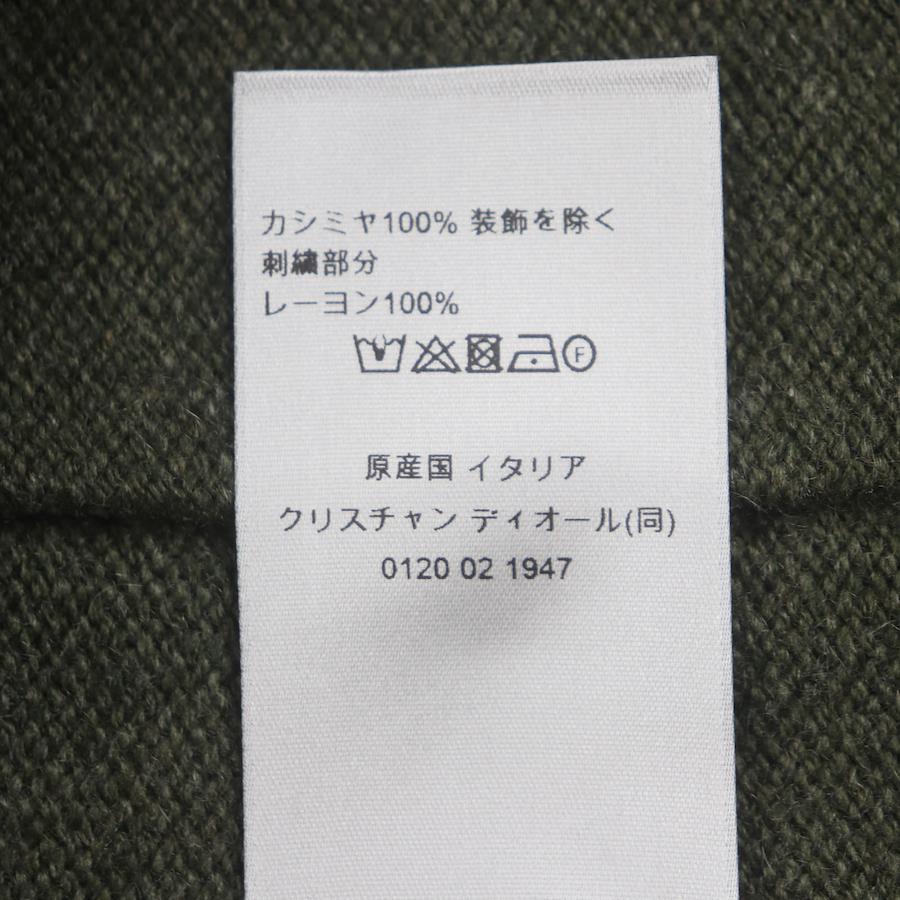 カシミヤ100% 装飾を除く
刺繍部分
レーヨン100%
F
原産国 イタリア
クリスチャン ディオール(同)
0120 02 1947